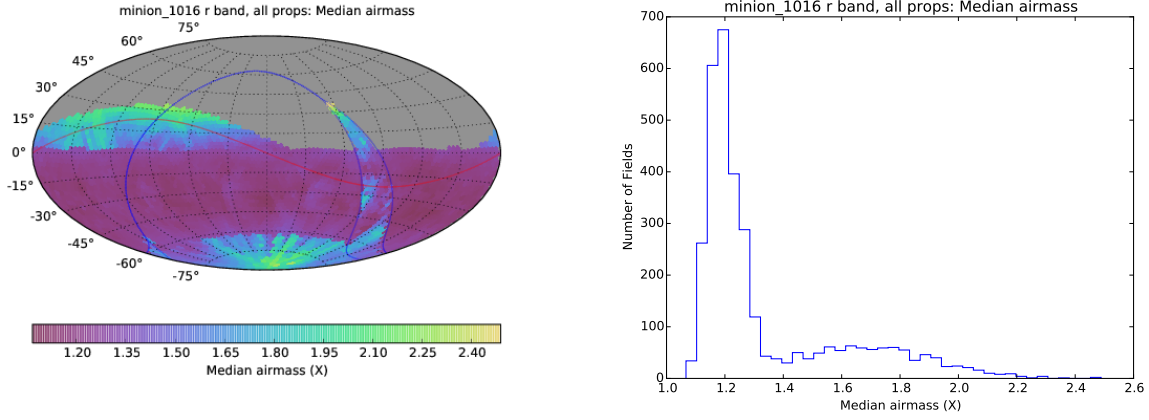 minion_1016 r band, all props: Median airmass
75°
60°
45°
30°
15°
0°
-15°
-30°
-45°
-60°
-75°
1.20 1.35 1.50 1.65 1.80 1.95 2.10 2.25 2.40
Median airmass (X)
minion_1016 r band, all props: Median airmass
700
600
500
400
300
200
100
0
Number of Fields
1.0 1.2 1.4 1.6 1.8 2.0 2.2 2.4 2.6
Median airmass (X)